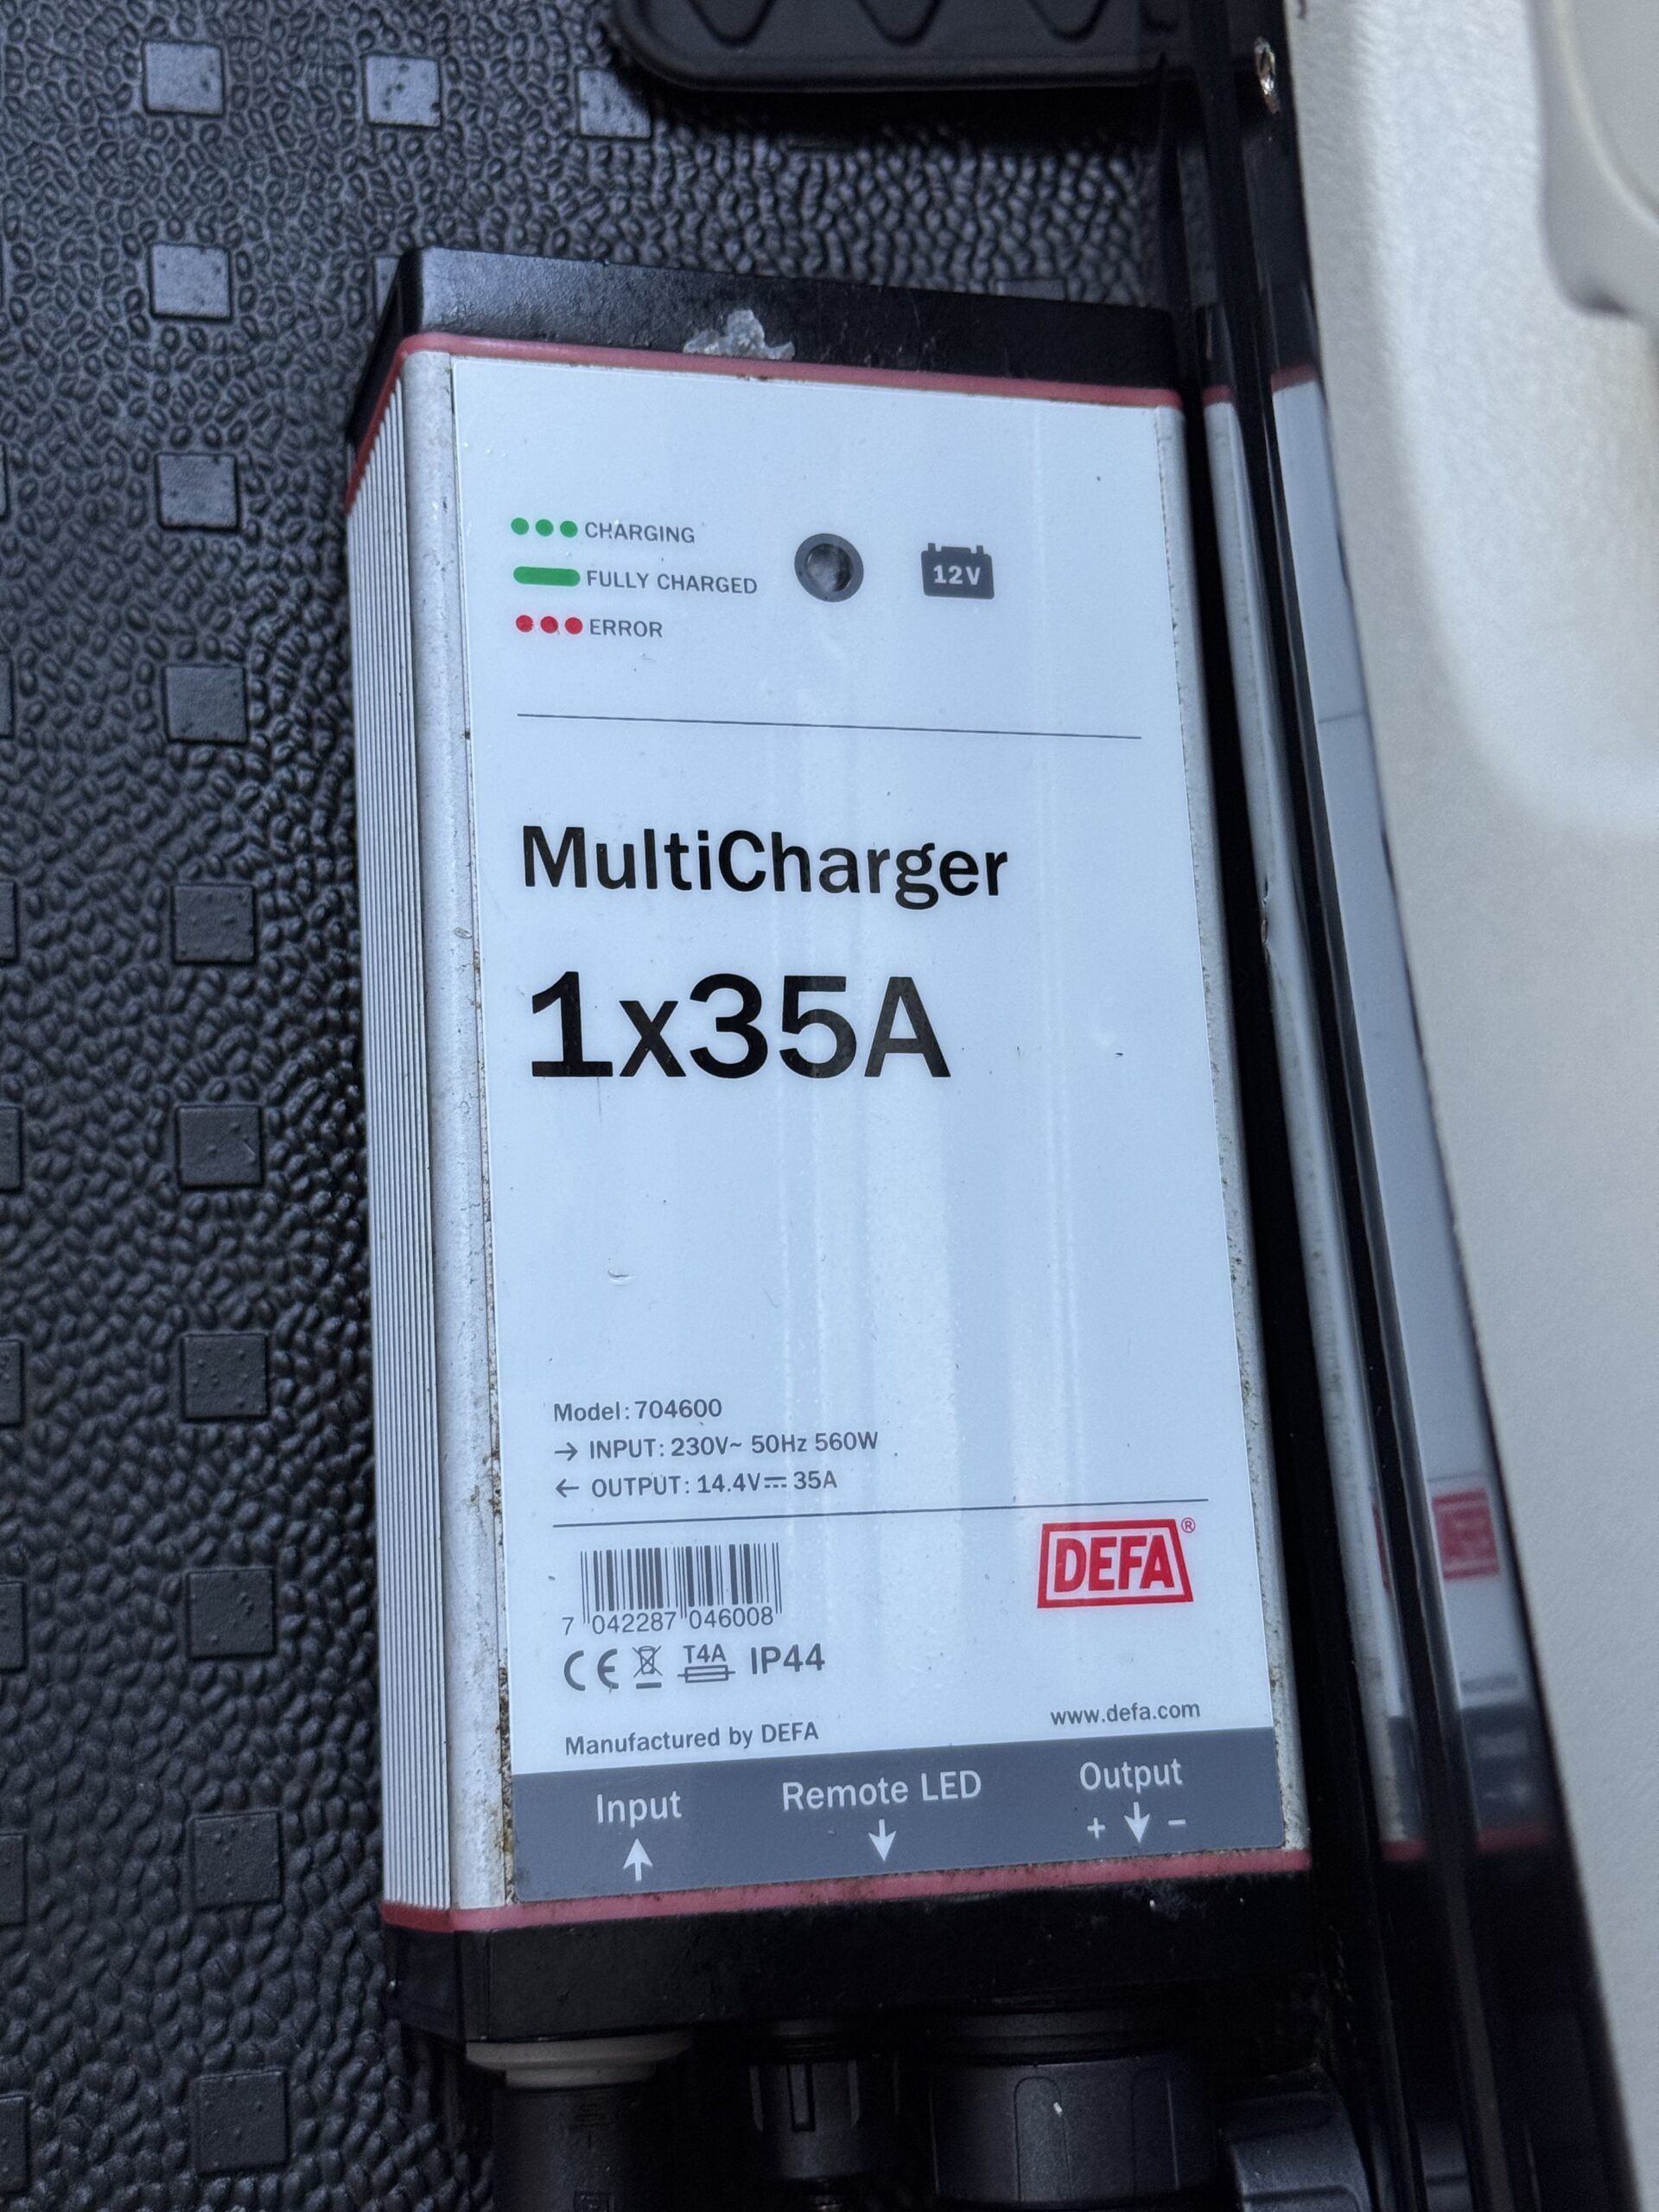 CHARGING
FULLY CHARGED
ERROR
12V
MultiCharger
1x35A
Model: 704600
→ INPUT: 230V~ 50Hz 560W
← OUTPUT: 14.4V⎓ 35A
DEFA®
7 042287 046008
CE T4A IP44
www.defa.com
Manufactured by DEFA
Input Remote LED Output
+ -